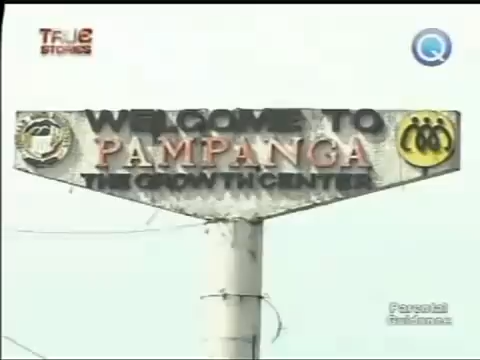 TRUE
STORIES
Q
WELCOME TO
PAMPANGA
THE GROWTH CENTER
Parental
Guidance